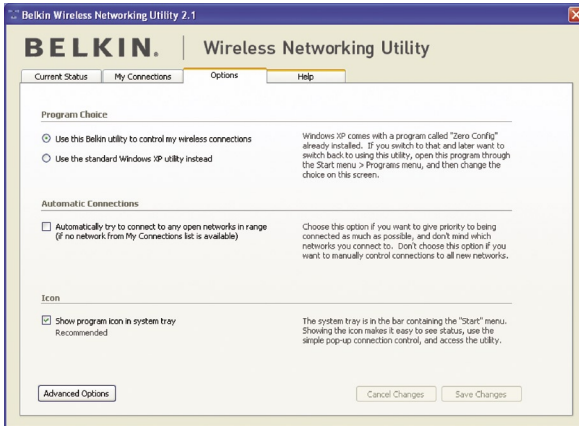 Belkin Wireless Networking Utility 2.1
BELKIN. Wireless Networking Utility
Current Status My Connections Options Help
Program Choice
Use this Belkin utility to control my wireless connections
Use the standard Windows XP utility instead
Windows XP comes with a program called "Zero Config"
already installed. If you switch to that and later want to
switch back to using this utility, open this program through
the Start menu > Programs menu, and then change the
choice on this screen.
Automatic Connections
Automatically try to connect to any open networks in range
(if no network from My Connections list is available)
Choose this option if you want to give priority to being
connected as much as possible, and don't mind which
networks you connect to. Don't choose this option if you
want to manually control connections to all new networks.
Icon
Show program icon in system tray
Recommended
The system tray is in the bar containing the "Start" menu.
Showing the icon makes it easy to see status, use the
simple pop-up connection control, and access the utility.
Advanced Options
Cancel Changes Save Changes